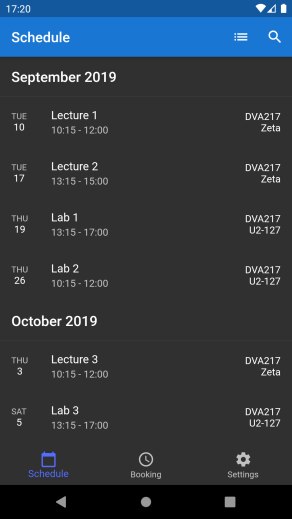 17:20
Schedule
September 2019
TUE
10
Lecture 1
10:15 - 12:00
DVA217
Zeta
TUE
17
Lecture 2
13:15 - 15:00
DVA217
Zeta
THU
19
Lab 1
13:15 - 17:00
DVA217
U2-127
THU
26
Lab 2
10:15 - 12:00
DVA217
U2-127
October 2019
THU
3
Lecture 3
10:15 - 12:00
DVA217
Zeta
SAT
5
Lab 3
13:15 - 17:00
DVA217
U2-127
Schedule
Booking
Settings